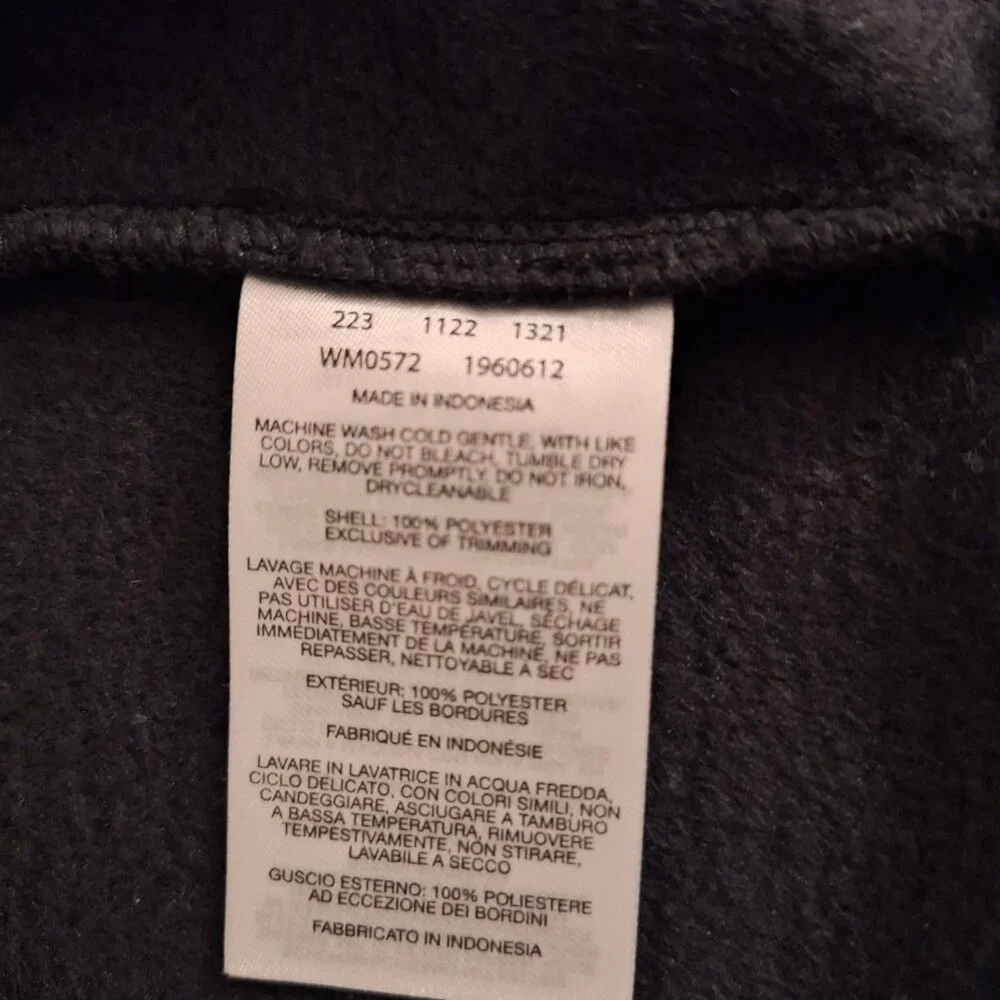 223 1122 1321
WM0572 1960612
MADE IN INDONESIA
MACHINE WASH COLD GENTLE, WITH LIKE
COLORS, DO NOT BLEACH, TUMBLE DRY
LOW, REMOVE PROMPTLY, DO NOT IRON,
DRYCLEANABLE
SHELL: 100% POLYESTER
EXCLUSIVE OF TRIMMING
LAVAGE MACHINE À FROID, CYCLE DÉLICAT,
AVEC DES COULEURS SIMILAIRES, NE
PAS UTILISER D'EAU DE JAVEL, SÉCHAGE
MACHINE, BASSE TEMPÉRATURE, SORTIR
IMMÉDIATEMENT DE LA MACHINE, NE PAS
REPASSER, NETTOYABLE À SEC
EXTÉRIEUR: 100% POLYESTER
SAUF LES BORDURES
FABRIQUÉ EN INDONÉSIE
LAVARE IN LAVATRICE IN ACQUA FREDDA,
CICLO DELICATO, CON COLORI SIMILI, NON
CANDEGGIARE, ASCIUGARE A TAMBURO
A BASSA TEMPERATURA, RIMUOVERE
TEMPESTIVAMENTE, NON STIRARE,
LAVABILE A SECCO
GUSCIO ESTERNO: 100% POLIESTERE
AD ECCEZIONE DEI BORDINI
FABBRICATO IN INDONESIA